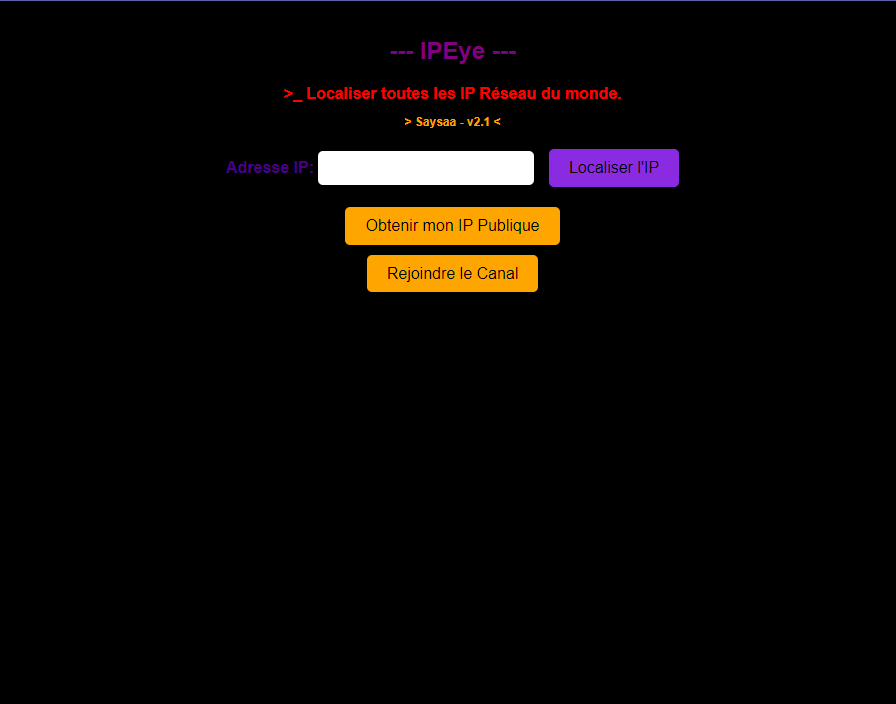 --- IPEye ---
>_ Localiser toutes les IP Réseau du monde.
> Saysaa - v2.1 <
Adresse IP: Localiser l'IP
Obtenir mon IP Publique
Rejoindre le Canal